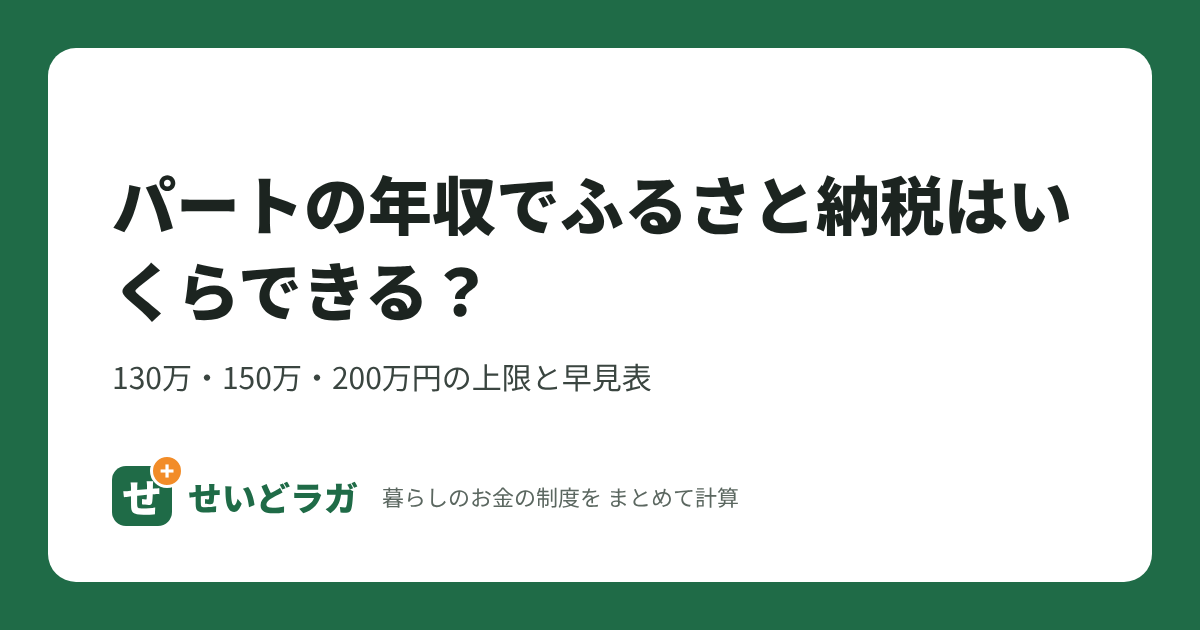 パートの年収でふるさと納税はい
くらできる？
130万・150万・200万円の上限と早見表
せ+ せいどラガ 暮らしのお金の制度を まとめて計算